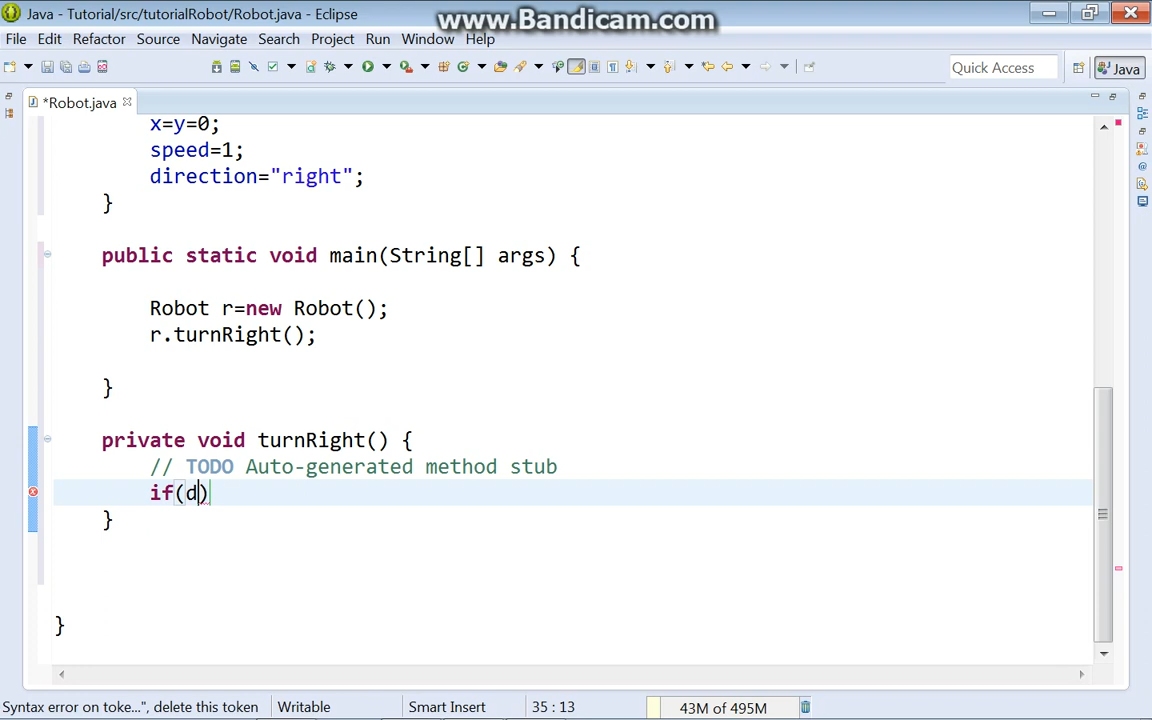 Java - Tutorial/src/tutorialRobot/Robot.java - Eclipse
www.Bandicam.com
File Edit Refactor Source Navigate Search Project Run Window Help
Quick Access
Java
*Robot.java
x=y=0;
speed=1;
direction="right";
}
public static void main(String[] args) {
Robot r=new Robot();
r.turnRight();
}
private void turnRight() {
// TODO Auto-generated method stub
if(d)
}
}
Syntax error on toke...", delete this token
Writable
Smart Insert
35 : 13
43M of 495M